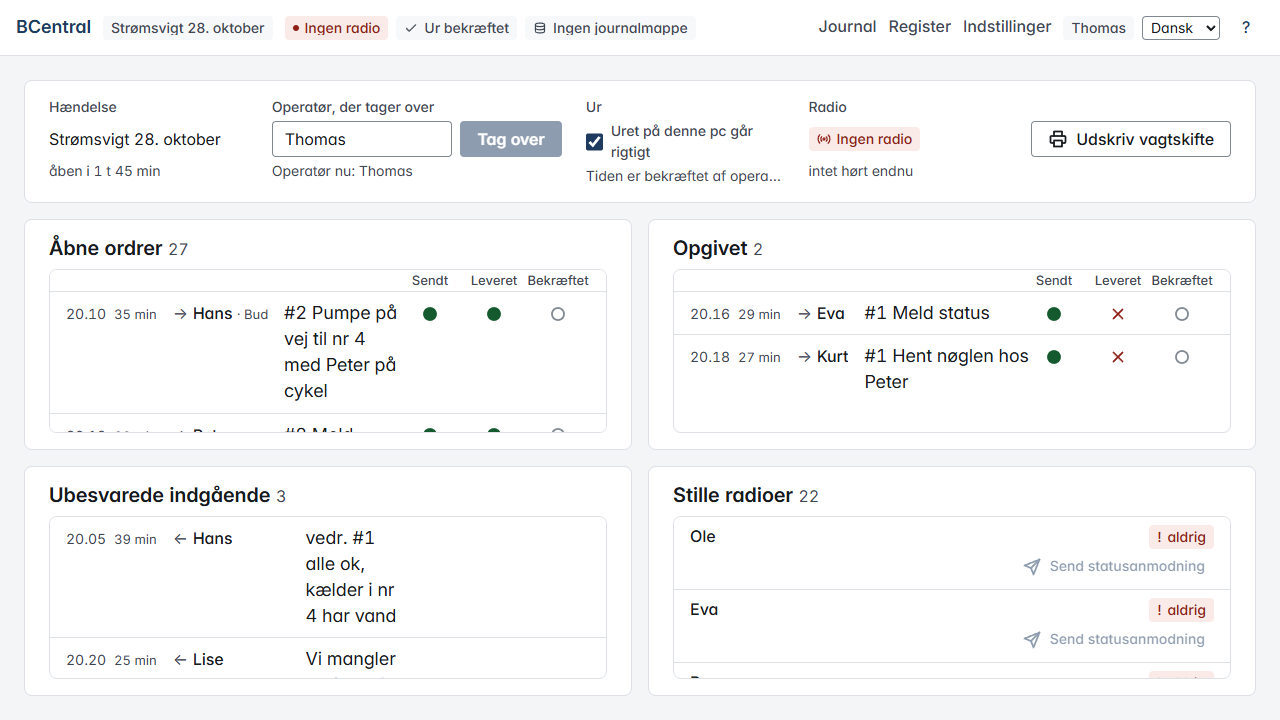 BCentral Strømsvigt 28. oktober Ingen radio Ur bekræftet Ingen journalmappe Journal Register Indstillinger Thomas Dansk ?
Hændelse
Strømsvigt 28. oktober
åben i 1 t 45 min
Operatør, der tager over
Thomas Tag over
Operatør nu: Thomas
Ur
Uret på denne pc går
rigtigt
Tiden er bekræftet af opera...
Radio
Ingen radio
intet hørt endnu
Udskriv vagtskifte
Åbne ordrer 27
Sendt Leveret Bekræftet
20.10 35 min → Hans · Bud #2 Pumpe på
vej til nr 4
med Peter på
cykel
Opgivet 2
Sendt Leveret Bekræftet
20.16 29 min → Eva #1 Meld status
20.18 27 min → Kurt #1 Hent nøglen hos
Peter
Ubesvarede indgående 3
20.05 39 min ← Hans vedr. #1
alle ok,
kælder i nr
4 har vand
20.20 25 min ← Lise Vi mangler
Stille radioer 22
Ole ! aldrig
Send statusanmodning
Eva ! aldrig
Send statusanmodning